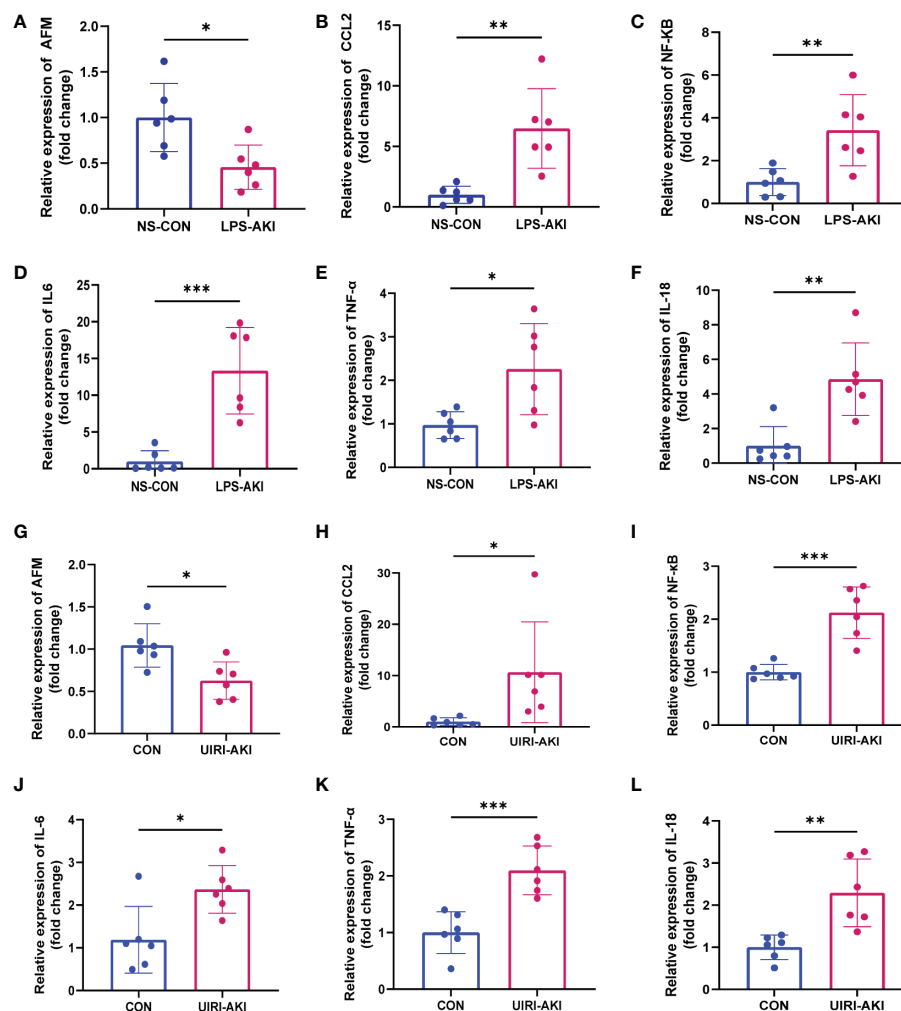 A
Relative expression of AFM
(fold change)
2.0
1.5
1.0
0.5
0.0
*
NS-CON
LPS-AKI
B
Relative expression of CCL2
(fold change)
15
10
5
0
**
NS-CON
LPS-AKI
C
Relative expression of NF-KB
(fold change)
8
6
4
2
0
**
NS-CON
LPS-AKI
D
Relative expression of IL6
(fold change)
25
20
15
10
5
0
***
NS-CON
LPS-AKI
E
Relative expression of TNF-α
(fold change)
4
3
2
1
0
*
NS-CON
LPS-AKI
F
Relative expression of IL-18
(fold change)
10
8
6
4
2
0
**
NS-CON
LPS-AKI
G
Relative expression of AFM
(fold change)
2.0
1.5
1.0
0.5
0.0
*
CON
UIRI-AKI
H
Relative expression of CCL2
(fold change)
30
20
10
0
*
CON
UIRI-AKI
I
Relative expression of NF-κB
(fold change)
3
2
1
0
***
CON
UIRI-AKI
J
Relative expression of IL-6
(fold change)
4
3
2
1
0
*
CON
UIRI-AKI
K
Relative expression of TNF-α
(fold change)
3
2
1
0
***
CON
UIRI-AKI
L
Relative expression of IL-18
(fold change)
4
3
2
1
0
**
CON
UIRI-AKI